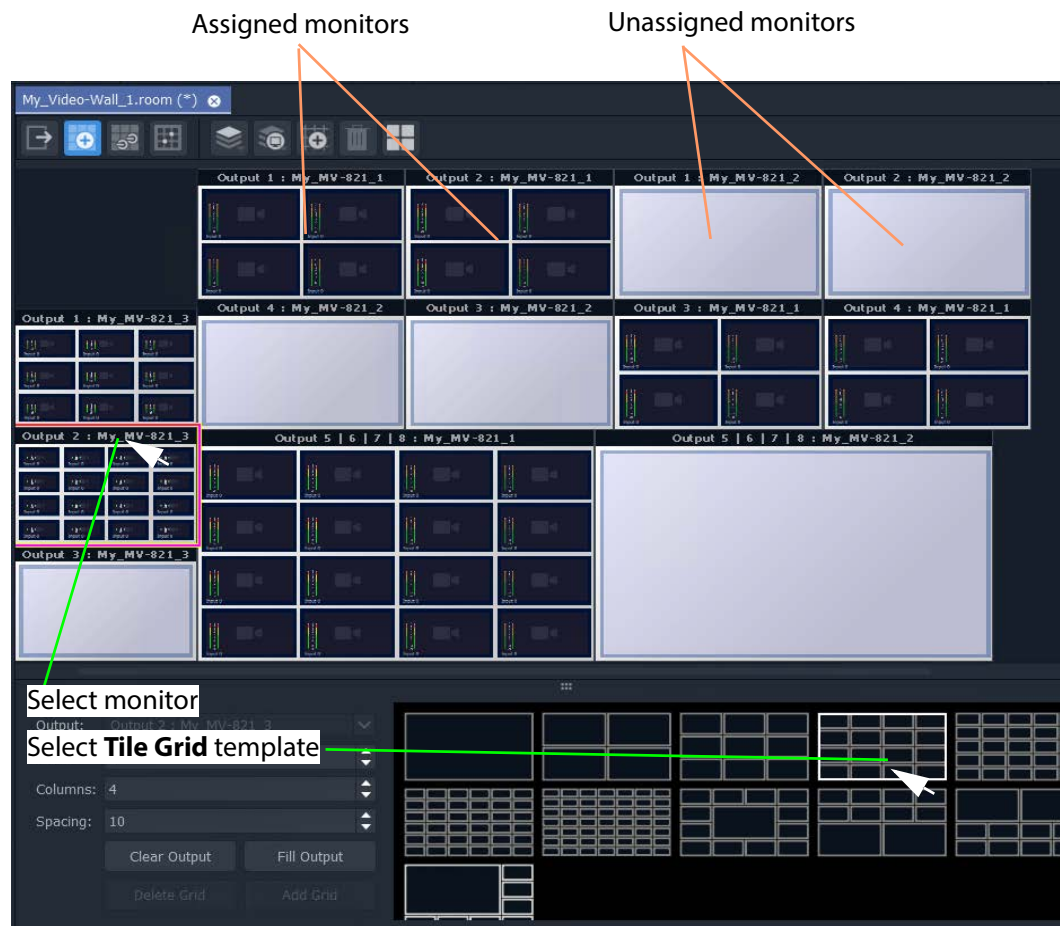 Assigned monitors
Unassigned monitors
My_Video-Wall_1.room (*)
Output 1 : My_MV-821_1
Output 2 : My_MV-821_1
Output 1 : My_MV-821_2
Output 2 : My_MV-821_2
Output 4 : My_MV-821_2
Output 3 : My_MV-821_2
Output 3 : My_MV-821_1
Output 4 : My_MV-821_1
Output 1 : My_MV-821_3
Output 2 : My_MV-821_3
Output 5 | 6 | 7 | 8 : My_MV-821_1
Output 5 | 6 | 7 | 8 : My_MV-821_2
Output 3 : My_MV-821_3
Select monitor
Output: Output 2 : My_MV-821_3
Select Tile Grid template
Columns: 4
Spacing: 10
Clear Output
Fill Output
Delete Grid
Add Grid